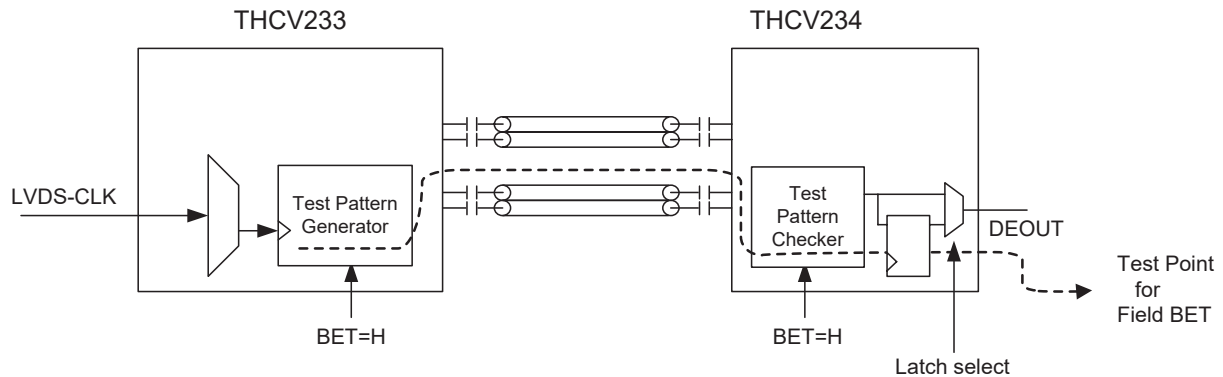 THCV233
THCV234
LVDS-CLK
Test Pattern
Generator
BET=H
Test
Pattern
Checker
BET=H
DEOUT
Latch select
Test Point
for
Field BET